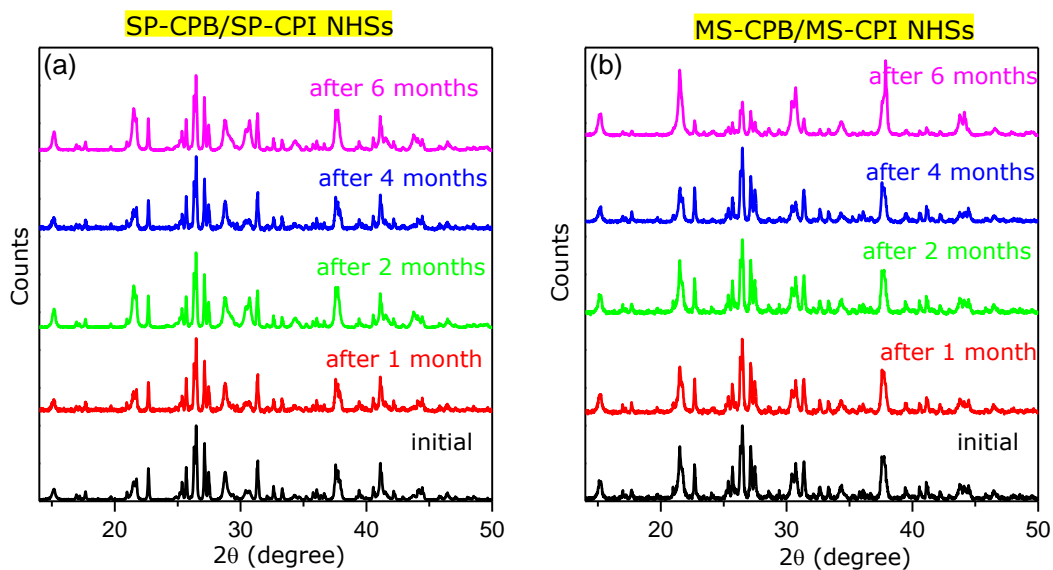 SP-CPB/SP-CPI NHSs
(a)
after 6 months
after 4 months
after 2 months
after 1 month
initial
Counts
20 30 40 50
2θ (degree)
MS-CPB/MS-CPI NHSs
(b)
after 6 months
after 4 months
after 2 months
after 1 month
initial
Counts
20 30 40 50
2θ (degree)